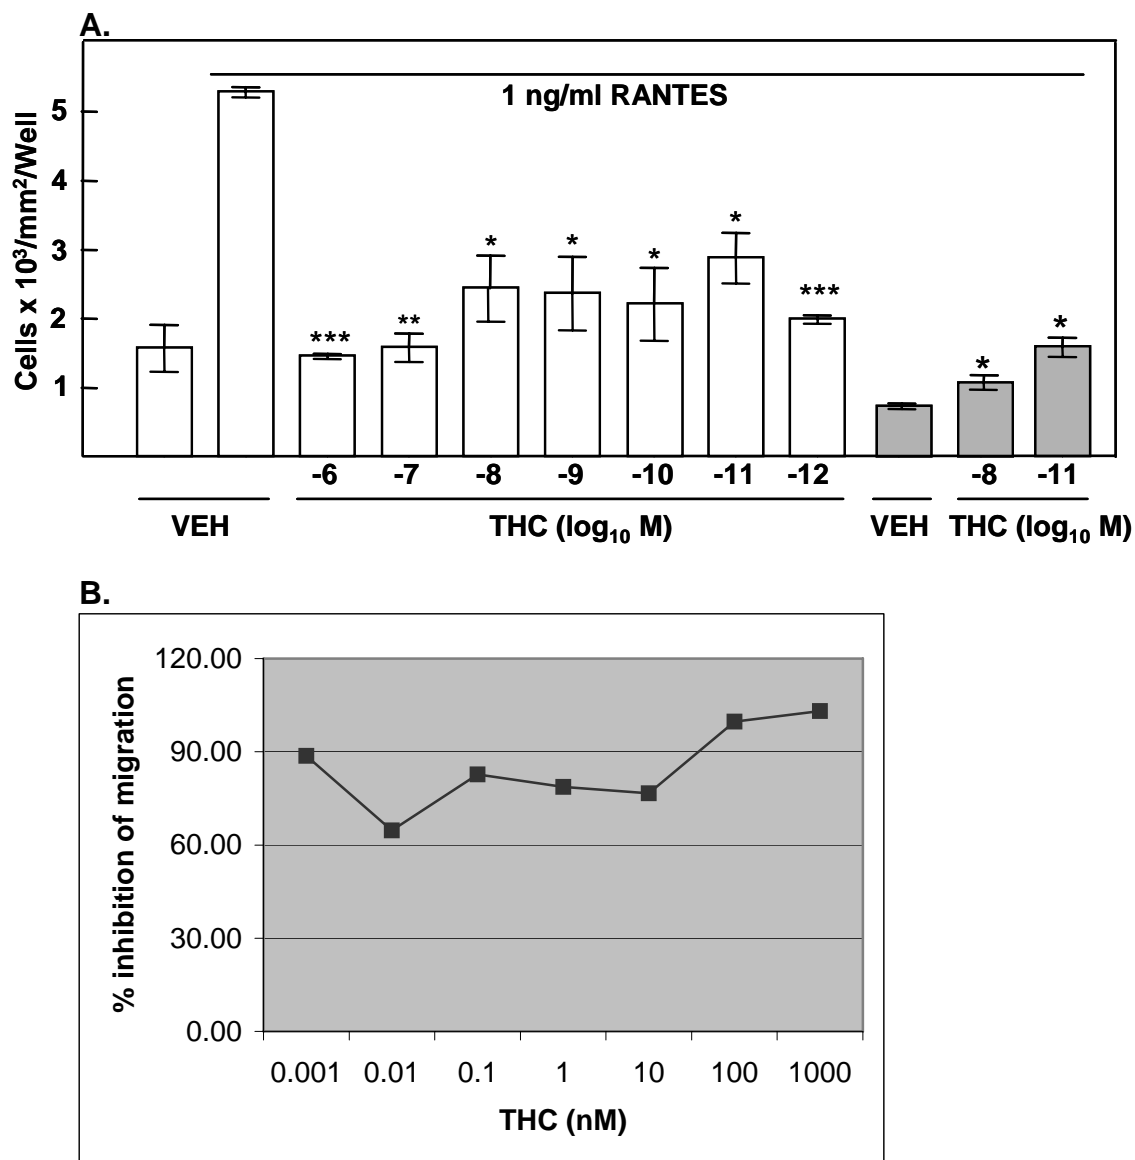 A.
1 ng/ml RANTES
Cells x 10³/mm²/Well
5
4
3
2
1
*** ** * * * * *** * *
-6 -7 -8 -9 -10 -11 -12 -8 -11
VEH THC (log₁₀ M) VEH THC (log₁₀ M)
B.
% inhibition of migration
120.00
90.00
60.00
30.00
0.00
0.001 0.01 0.1 1 10 100 1000
THC (nM)